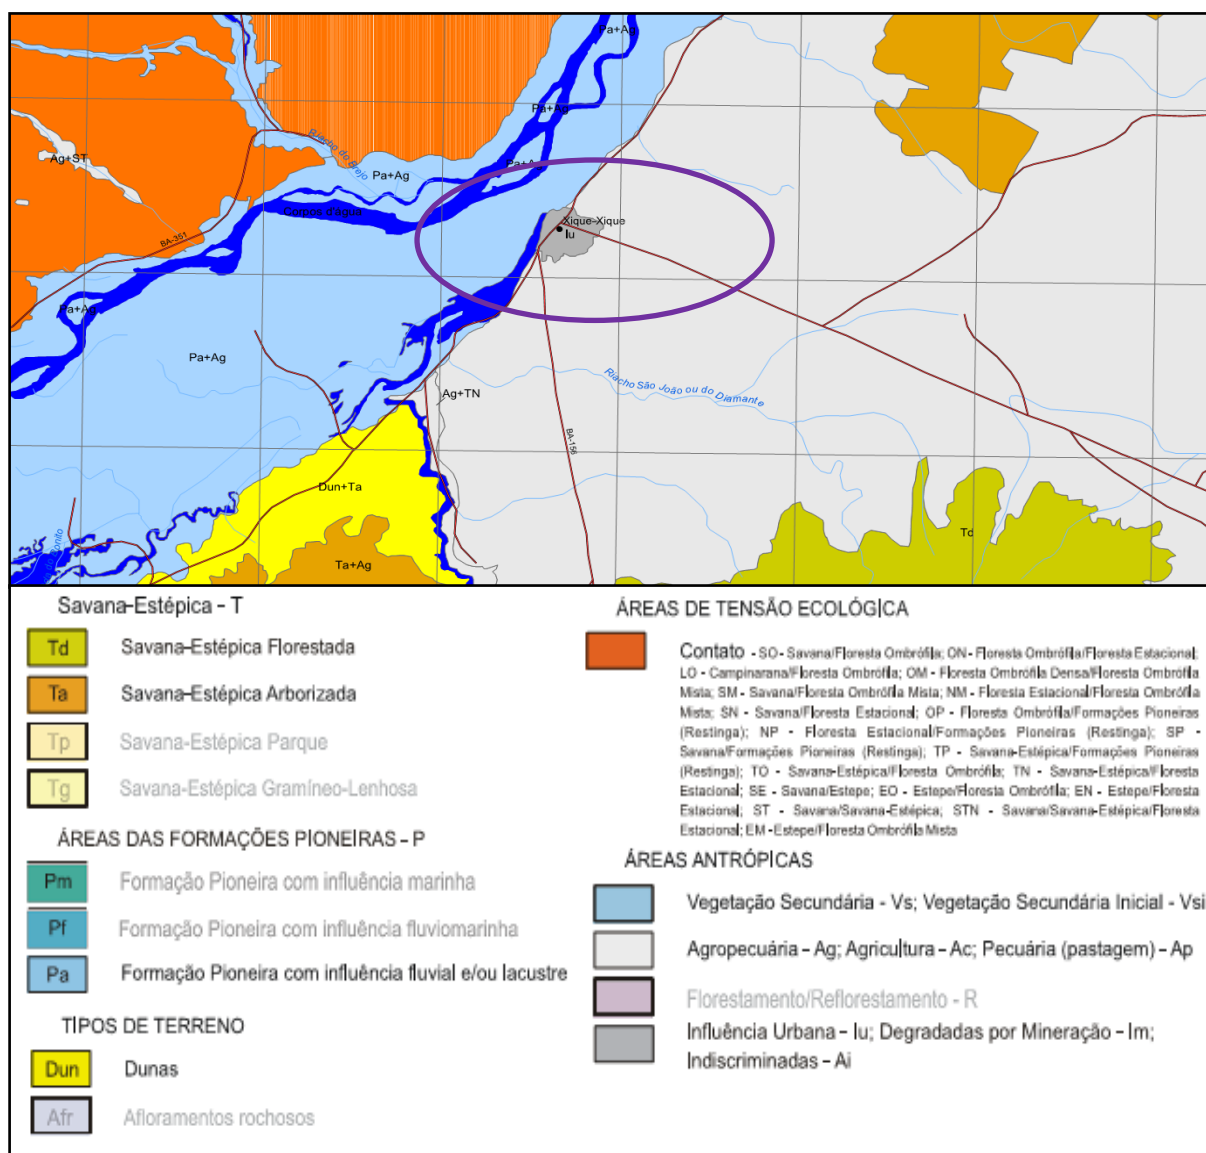 Pa+Ag
Pa+Ag
Riacho do Brejo
Ag+ST
Pa+Ag
Pa+Ag
Corpos d'água
Xique-Xique
Iu
BA-351
Pa+Ag
Pa+Ag
Riacho São João ou do Diamante
Ag+TN
BA-156
Dun+Ta
Td
Ta+Ag
Savana-Estépica - T
Td Savana-Estépica Florestada
Ta Savana-Estépica Arborizada
Tp Savana-Estépica Parque
Tg Savana-Estépica Gramíneo-Lenhosa
ÁREAS DAS FORMAÇÕES PIONEIRAS - P
Pm Formação Pioneira com influência marinha
Pf Formação Pioneira com influência fluviomarinha
Pa Formação Pioneira com influência fluvial e/ou lacustre
TIPOS DE TERRENO
Dun Dunas
Afr Afloramentos rochosos
ÁREAS DE TENSÃO ECOLÓGICA
Contato - SO - Savana/Floresta Ombrófila; ON - Floresta Ombrófila/Floresta Estacional;
LO - Campinarana/Floresta Ombrófila; OM - Floresta Ombrófila Densa/Floresta Ombrófila
Mista; SM - Savana/Floresta Ombrófila Mista; NM - Floresta Estacional/Floresta Ombrófila
Mista; SN - Savana/Floresta Estacional; OP - Floresta Ombrófila/Formações Pioneiras
(Restinga); NP - Floresta Estacional/Formações Pioneiras (Restinga); SP -
Savana/Formações Pioneiras (Restinga); TP - Savana-Estépica/Formações Pioneiras
(Restinga); TO - Savana-Estépica/Floresta Ombrófila; TN - Savana-Estépica/Floresta
Estacional; SE - Savana/Estepe; EO - Estepe/Floresta Ombrófila; EN - Estepe/Floresta
Estacional; ST - Savana/Savana-Estépica; STN - Savana/Savana-Estépica/Floresta
Estacional; EM - Estepe/Floresta Ombrófila Mista
ÁREAS ANTRÓPICAS
Vegetação Secundária - Vs; Vegetação Secundária Inicial - Vsi
Agropecuária - Ag; Agricultura - Ac; Pecuária (pastagem) - Ap
Florestamento/Reflorestamento - R
Influência Urbana - Iu; Degradadas por Mineração - Im;
Indiscriminadas - Ai